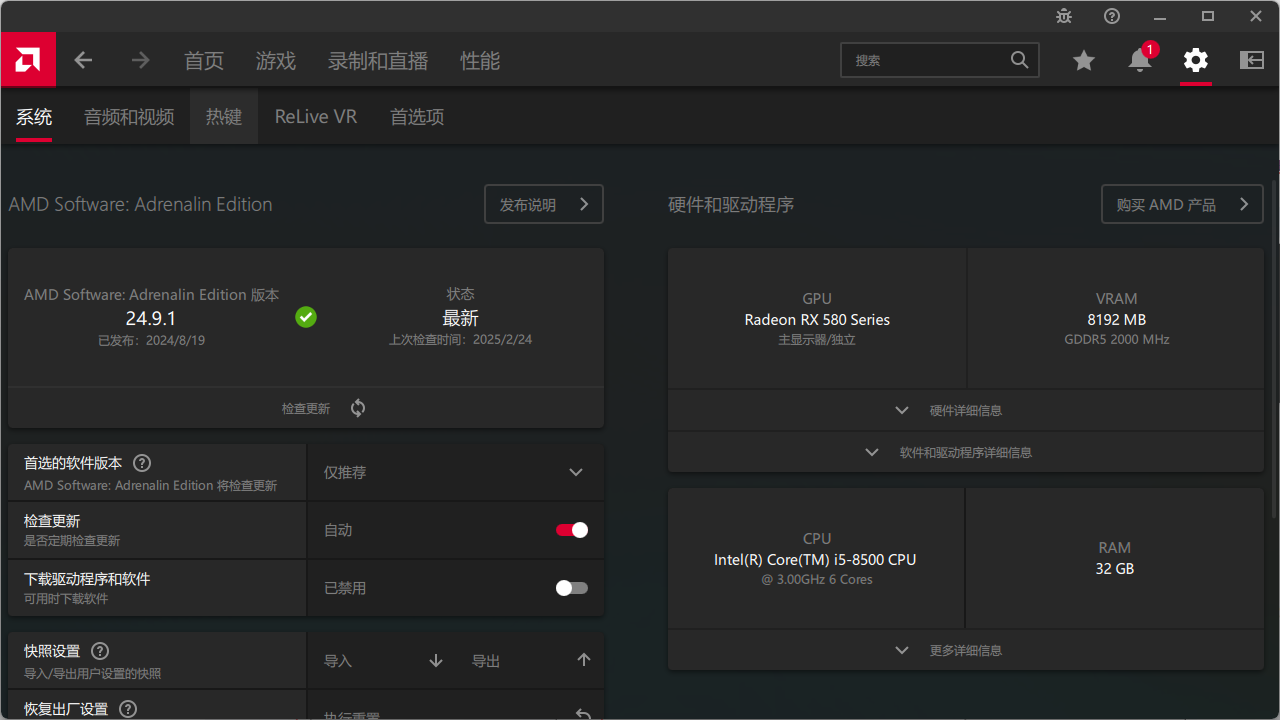 首页 游戏 录制和直播 性能 搜索 1
系统 音频和视频 热键 ReLive VR 首选项
AMD Software: Adrenalin Edition
发布说明
AMD Software: Adrenalin Edition 版本
24.9.1
已发布：2024/8/19
状态
最新
上次检查时间：2025/2/24
检查更新
首选的软件版本
AMD Software: Adrenalin Edition 将检查更新
仅推荐
检查更新
是否定期检查更新
自动
下载驱动程序和软件
可用时下载软件
已禁用
快照设置
导入/导出用户设置的快照
导入 导出
恢复出厂设置
执行重置
硬件和驱动程序
购买 AMD 产品
GPU
Radeon RX 580 Series
主显示器/独立
VRAM
8192 MB
GDDR5 2000 MHz
硬件详细信息
软件和驱动程序详细信息
CPU
Intel(R) Core(TM) i5-8500 CPU
@ 3.00GHz 6 Cores
RAM
32 GB
更多详细信息